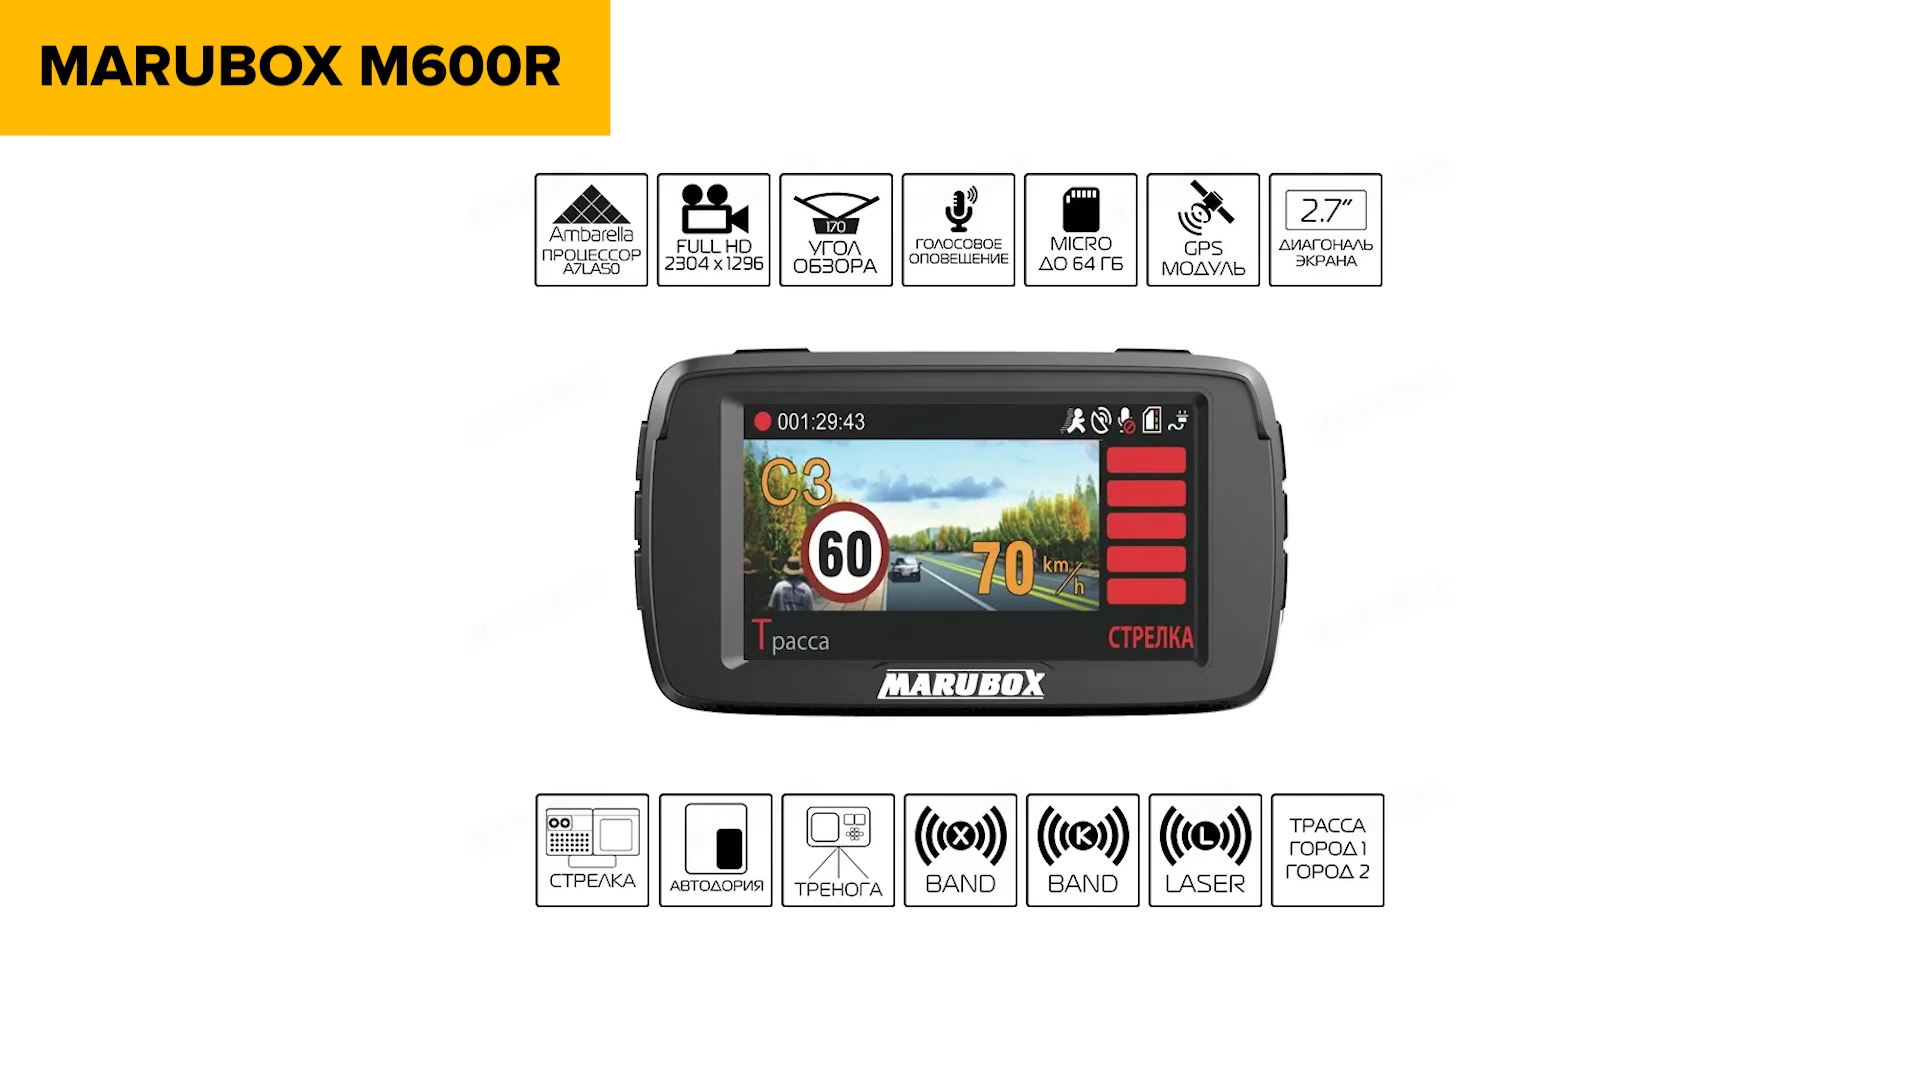 MARUBOX M600R
Ambarella
ПРОЦЕССОР
A7LA50
FULL HD
2304 x 1296
170
УГОЛ
ОБЗОРА
ГОЛОСОВОЕ
ОПОВЕЩЕНИЕ
MICRO
ДО 64 ГБ
GPS
МОДУЛЬ
2.7"
ДИАГОНАЛЬ
ЭКРАНА
001:29:43
С3
60
70 km/h
Трасса
СТРЕЛКА
MARUBOX
СТРЕЛКА
АВТОДОРИЯ
ТРЕНОГА
X
BAND
K
BAND
L
LASER
ТРАССА
ГОРОД 1
ГОРОД 2